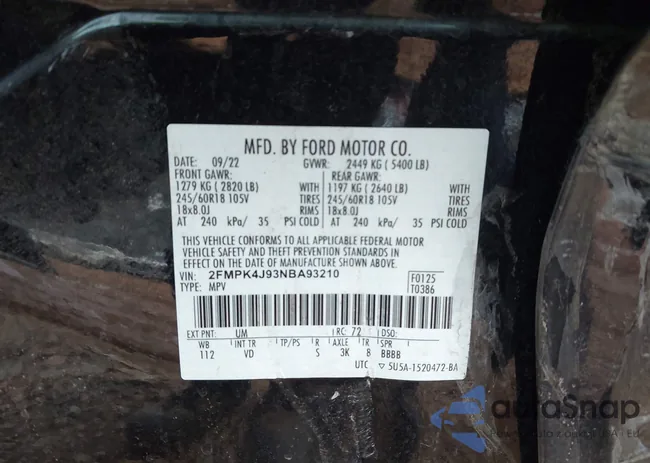 MFD. BY FORD MOTOR CO.
DATE: 09/22 GVWR: 2449 KG ( 5400 LB)
FRONT GAWR: REAR GAWR:
1279 KG ( 2820 LB) WITH 1197 KG ( 2640 LB) WITH
245/60R18 105V TIRES 245/60R18 105V TIRES
18x8.0J RIMS 18x8.0J RIMS
AT 240 kPa/ 35 PSI COLD AT 240 kPa/ 35 PSI COLD
THIS VEHICLE CONFORMS TO ALL APPLICABLE FEDERAL MOTOR
VEHICLE SAFETY AND THEFT PREVENTION STANDARDS IN
EFFECT ON THE DATE OF MANUFACTURE SHOWN ABOVE.
VIN: 2FMPK4J93NBA93210 F0125
TYPE: MPV T0386
EXT PNT: UM RC: 72 DSO:
WB INT TR TP/PS R AXLE TR SPR
112 VD S 3K 8 BBBB
UTC ▽ 5U5A-1520472-BA
autoSnap